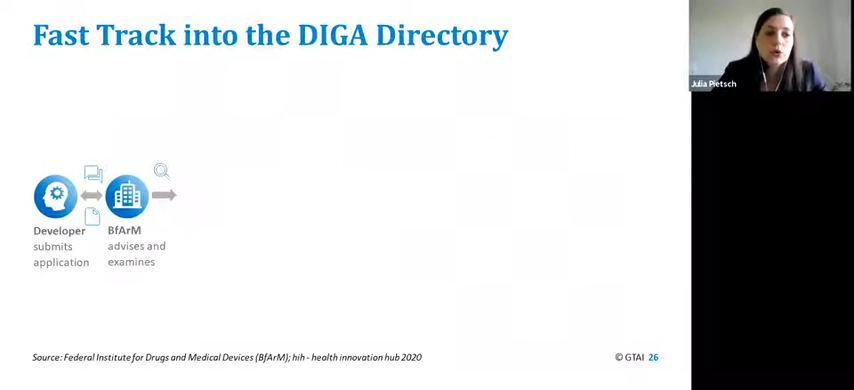 Fast Track into the DIGA Directory
Julia Pietsch
Developer
submits
application
BfArM
advises and
examines
Source: Federal Institute for Drugs and Medical Devices (BfArM); hih - health innovation hub 2020
© GTAI 26